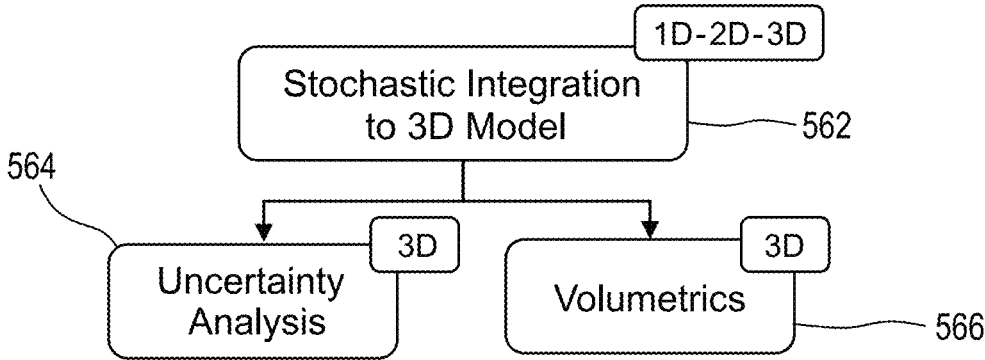 1D-2D-3D
Stochastic Integration
to 3D Model
562
564
3D
Uncertainty
Analysis
3D
Volumetrics
566